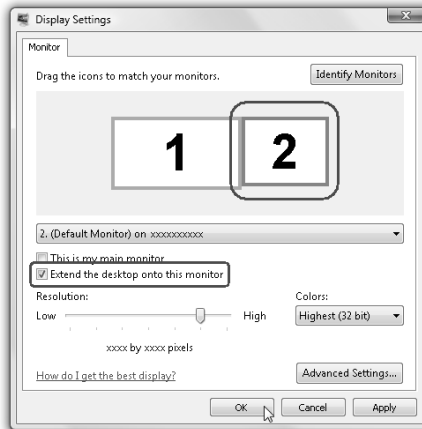 Display Settings
Monitor
Drag the icons to match your monitors.
Identify Monitors
1
2
2. (Default Monitor) on xxxxxxxxxx
This is my main monitor
Extend the desktop onto this monitor
Resolution:
Colors:
Low
High
Highest (32 bit)
xxxx by xxxx pixels
How do I get the best display?
Advanced Settings...
OK
Cancel
Apply